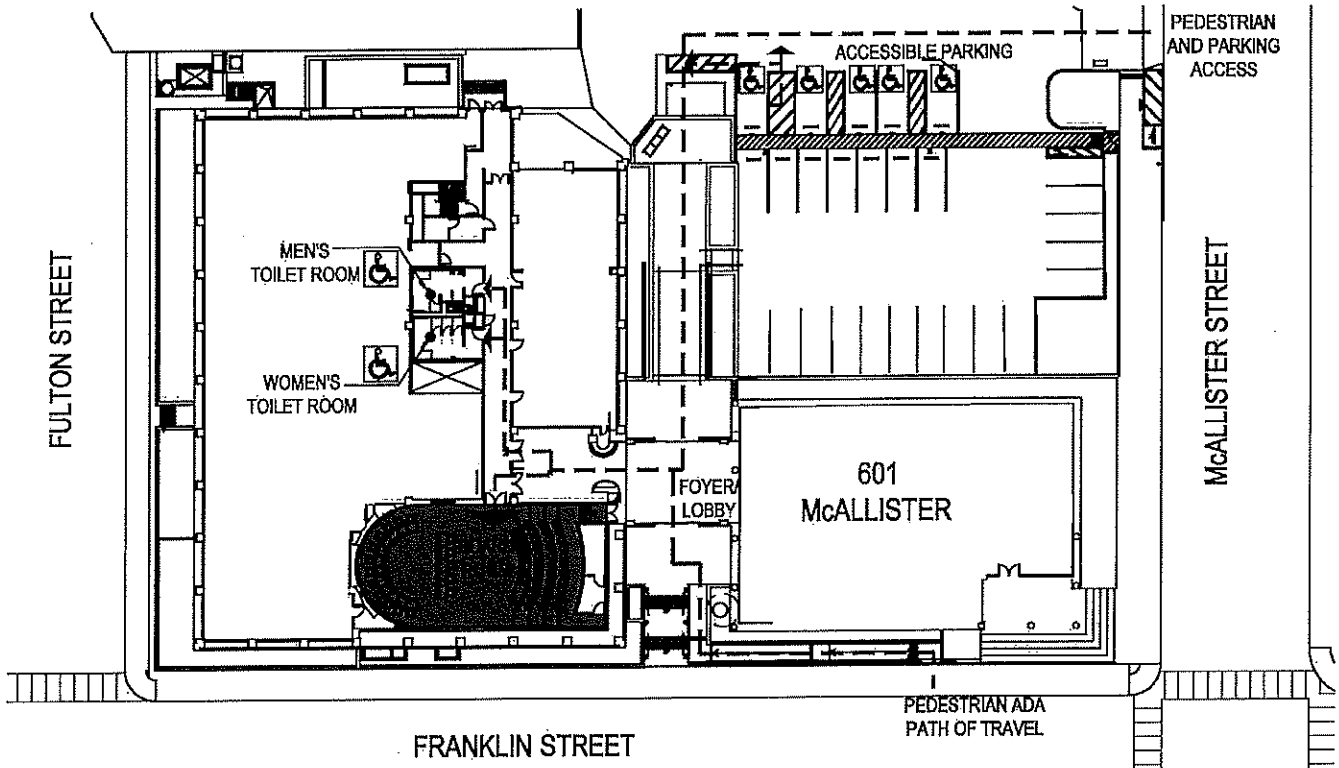 PEDESTRIAN
AND PARKING
ACCESS
ACCESSIBLE PARKING
MEN'S
TOILET ROOM
WOMEN'S
TOILET ROOM
FULTON STREET
McALLISTER STREET
FOYER/
LOBBY
601
McALLISTER
PEDESTRIAN ADA
PATH OF TRAVEL
FRANKLIN STREET